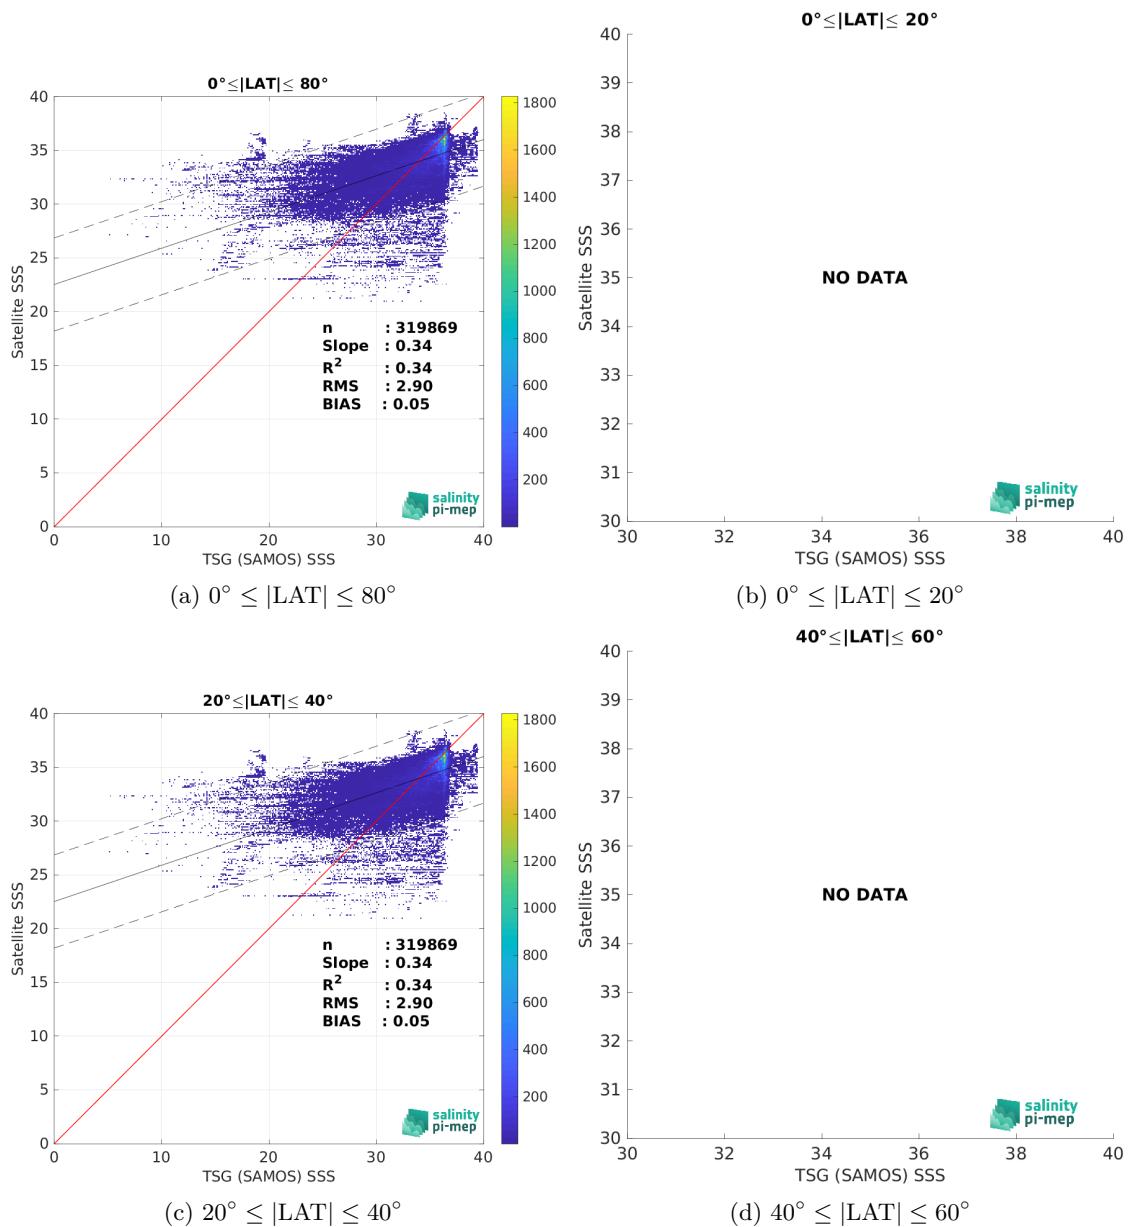 0°≤|LAT|≤ 80°
40
35
30
25
20
15
10
5
0
Satellite SSS
0
10
20
30
40
TSG (SAMOS) SSS
n : 319869
Slope : 0.34
R² : 0.34
RMS : 2.90
BIAS : 0.05
salinity
pi-mep
1800
1600
1400
1200
1000
800
600
400
200
(a) 0° ≤ |LAT| ≤ 80°
0°≤|LAT|≤ 20°
40
39
38
37
36
35
34
33
32
31
30
Satellite SSS
NO DATA
30
32
34
36
38
40
TSG (SAMOS) SSS
salinity
pi-mep
(b) 0° ≤ |LAT| ≤ 20°
20°≤|LAT|≤ 40°
40
35
30
25
20
15
10
5
0
Satellite SSS
0
10
20
30
40
TSG (SAMOS) SSS
n : 319869
Slope : 0.34
R² : 0.34
RMS : 2.90
BIAS : 0.05
salinity
pi-mep
1800
1600
1400
1200
1000
800
600
400
200
(c) 20° ≤ |LAT| ≤ 40°
40°≤|LAT|≤ 60°
40
39
38
37
36
35
34
33
32
31
30
Satellite SSS
NO DATA
30
32
34
36
38
40
TSG (SAMOS) SSS
salinity
pi-mep
(d) 40° ≤ |LAT| ≤ 60°